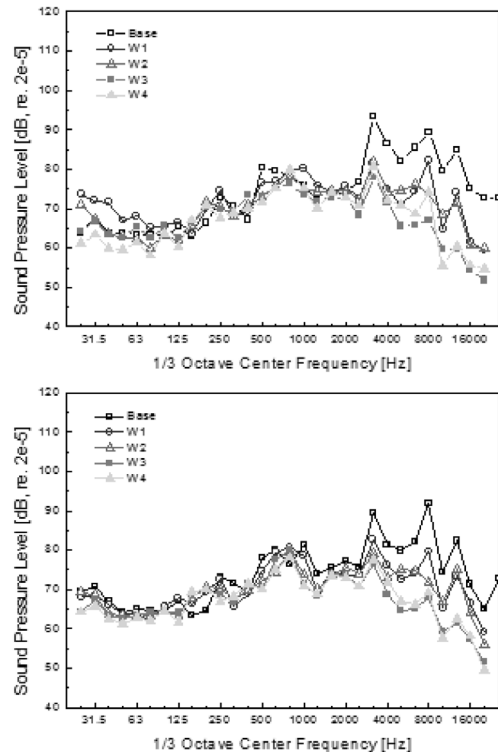 120
110
100
90
80
70
60
50
40
Sound Pressure Level [dB, re. 2e-5]
Base
W1
W2
W3
W4
31.5 63 125 250 500 1000 2000 4000 8000 16000
1/3 Octave Center Frequency [Hz]
120
110
100
90
80
70
60
50
40
Sound Pressure Level [dB, re. 2e-5]
Base
W1
W2
W3
W4
31.5 63 125 250 500 1000 2000 4000 8000 16000
1/3 Octave Center Frequency [Hz]